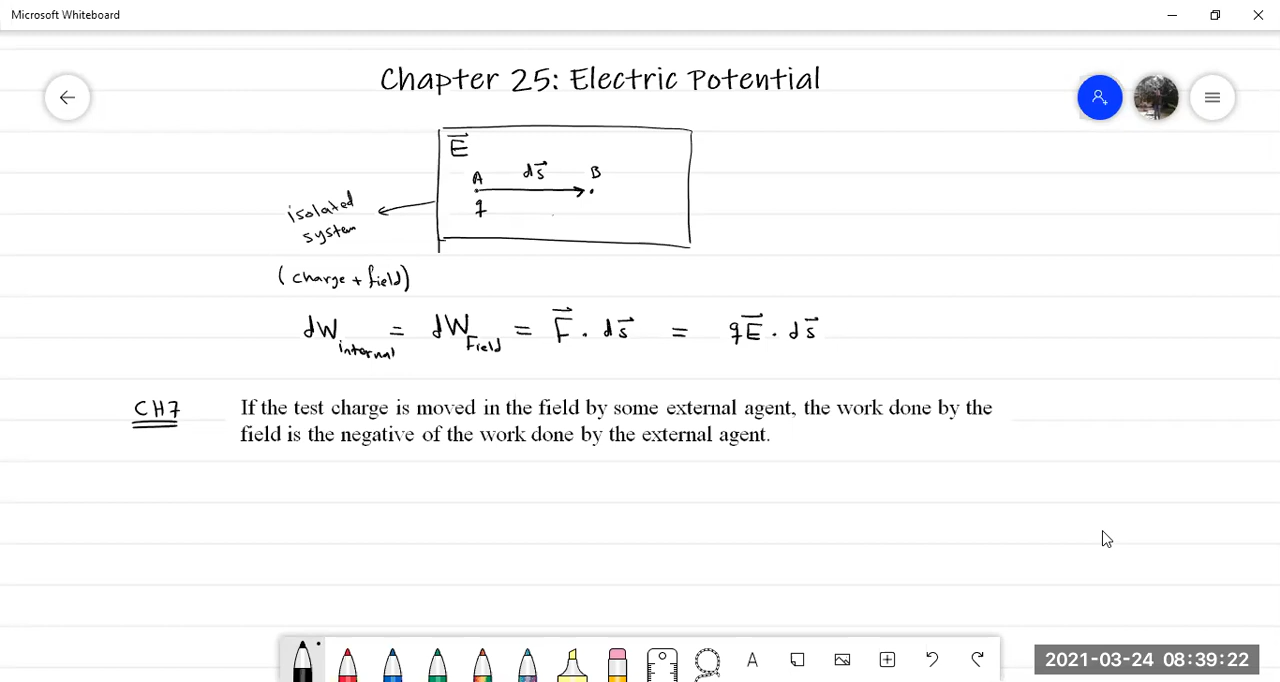 Microsoft Whiteboard
Chapter 25: Electric Potential
E⃗
A ds⃗ B
q
isolated
system
(charge + field)
dW internal = dW Field = F⃗ . ds⃗ = qE⃗ . ds⃗
CH7
If the test charge is moved in the field by some external agent, the work done by the
field is the negative of the work done by the external agent.
A
2021-03-24 08:39:22